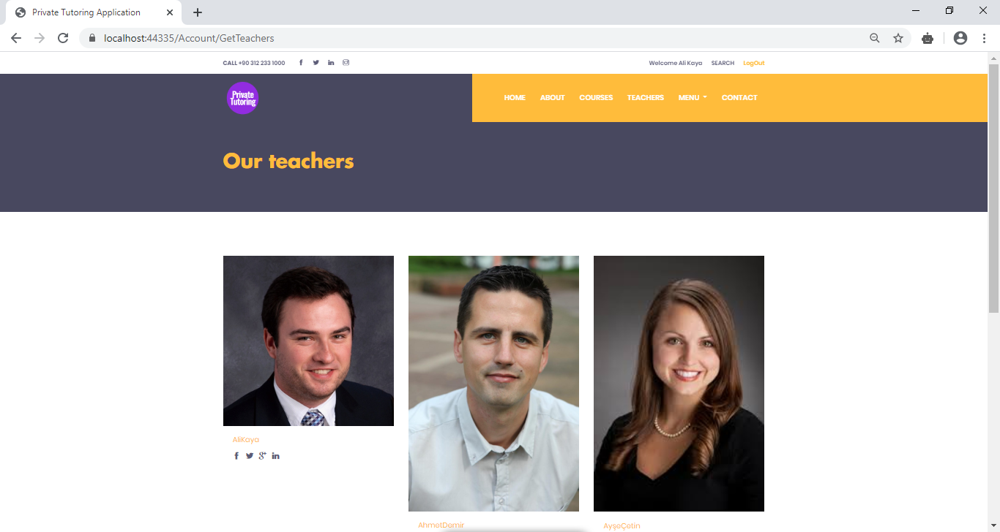 Private Tutoring Application
localhost:44335/Account/GetTeachers
CALL +90 312 233 1000
Welcome Ali Kaya SEARCH LogOut
Private
Tutoring
HOME ABOUT COURSES TEACHERS MENU CONTACT
Our teachers
AliKaya
AhmetDemir
AyşeÇetin